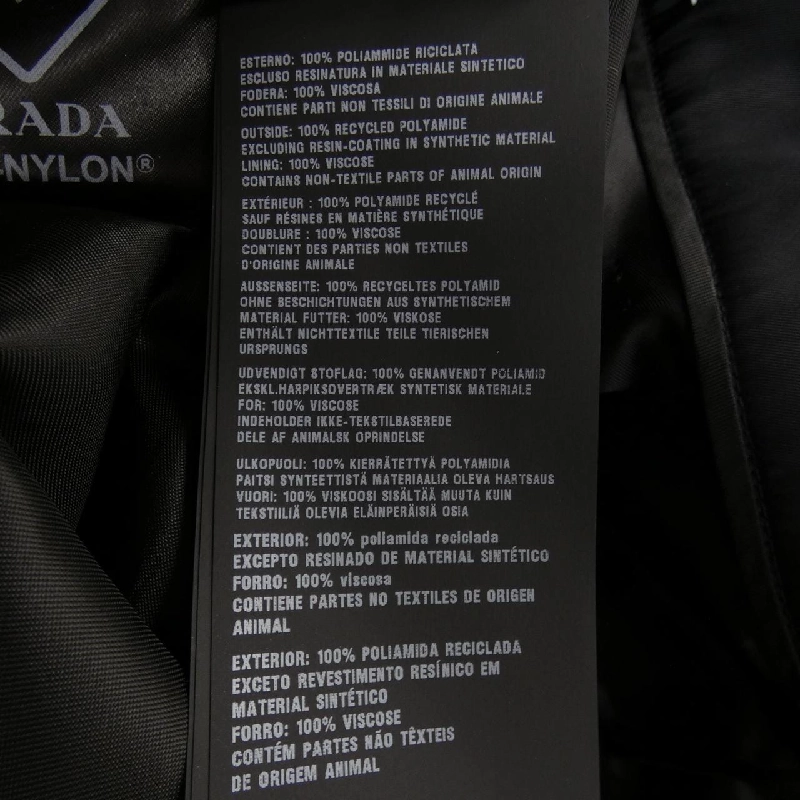 RADA
-NYLON®
ESTERNO: 100% POLIAMMIDE RICICLATA
ESCLUSO RESINATURA IN MATERIALE SINTETICO
FODERA: 100% VISCOSA
CONTIENE PARTI NON TESSILI DI ORIGINE ANIMALE
OUTSIDE: 100% RECYCLED POLYAMIDE
EXCLUDING RESIN-COATING IN SYNTHETIC MATERIAL
LINING: 100% VISCOSE
CONTAINS NON-TEXTILE PARTS OF ANIMAL ORIGIN
EXTÉRIEUR : 100% POLYAMIDE RECYCLÉ
SAUF RÉSINES EN MATIÈRE SYNTHÉTIQUE
DOUBLURE : 100% VISCOSE
CONTIENT DES PARTIES NON TEXTILES
D'ORIGINE ANIMALE
AUSSENSEITE: 100% RECYCELTES POLYAMID
OHNE BESCHICHTUNGEN AUS SYNTHETISCHEM
MATERIAL FUTTER: 100% VISKOSE
ENTHÄLT NICHTTEXTILE TEILE TIERISCHEN
URSPRUNGS
UDVENDIGT STOFLAG: 100% GENANVENDT POLIAMID
EKSKL.HARPIKSOVERTRÆK SYNTETISK MATERIALE
FOR: 100% VISCOSE
INDEHOLDER IKKE-TEKSTILBASEREDE
DELE AF ANIMALSK OPRINDELSE
ULKOPUOLI: 100% KIERRÄTETTYÄ POLYAMIDIA
PAITSI SYNTEETTISTÄ MATERIAALIA OLEVA HARTSAUS
VUORI: 100% VISKOOSI SISÄLTÄÄ MUUTA KUIN
TEKSTIILIÄ OLEVIA ELÄINPERÄISIÄ OSIA
EXTERIOR: 100% poliamida reciclada
EXCEPTO RESINADO DE MATERIAL SINTÉTICO
FORRO: 100% viscosa
CONTIENE PARTES NO TEXTILES DE ORIGEN
ANIMAL
EXTERIOR: 100% POLIAMIDA RECICLADA
EXCETO REVESTIMENTO RESÍNICO EM
MATERIAL SINTÉTICO
FORRO: 100% VISCOSE
CONTÉM PARTES NÃO TÊXTEIS
DE ORIGEM ANIMAL